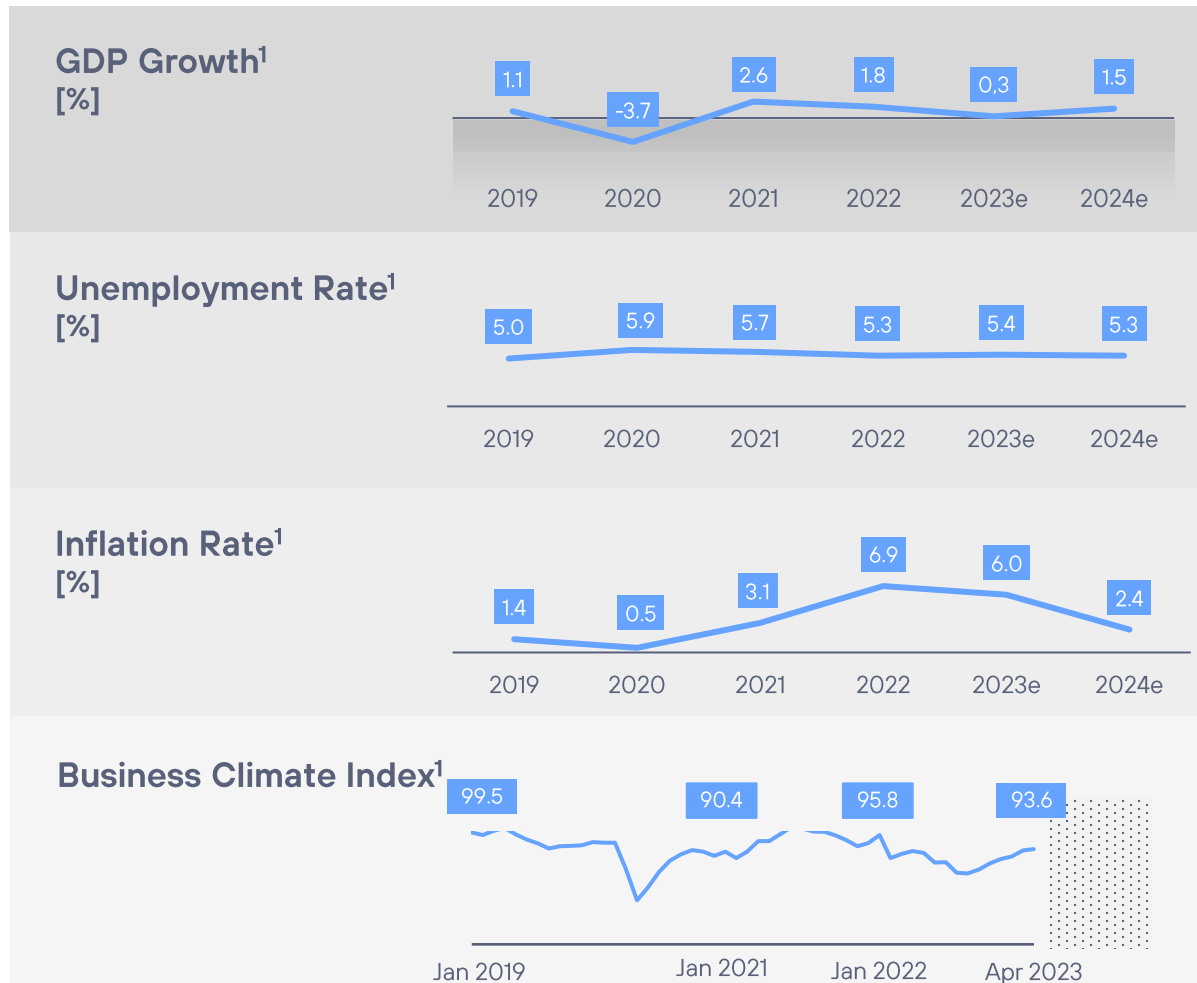 GDP Growth¹
[%]
1.1 -3.7 2.6 1.8 0,3 1.5
2019 2020 2021 2022 2023e 2024e
Unemployment Rate¹
[%]
5.0 5.9 5.7 5.3 5.4 5.3
2019 2020 2021 2022 2023e 2024e
Inflation Rate¹
[%]
1.4 0.5 3.1 6.9 6.0 2.4
2019 2020 2021 2022 2023e 2024e
Business Climate Index¹
99.5 90.4 95.8 93.6
Jan 2019 Jan 2021 Jan 2022 Apr 2023